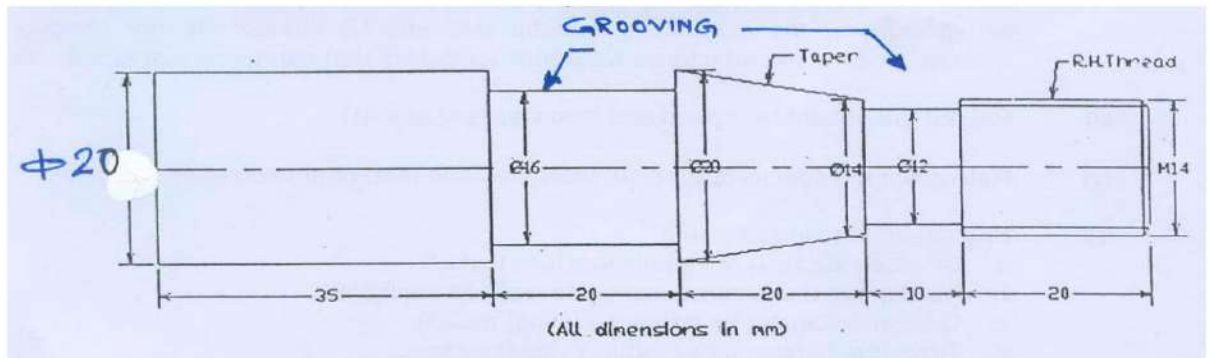 GROOVING
Taper
R.H.Thread
Φ20
Ø16
Ø20
Ø14
Ø12
M14
35
20
20
10
20
(All dimensions in mm)